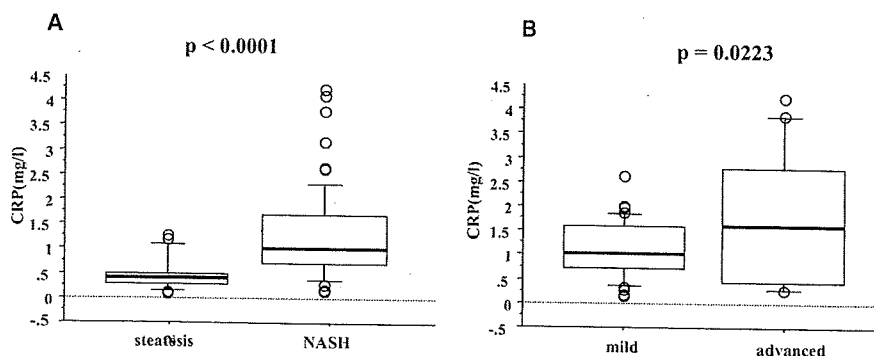 A
p < 0.0001
CRP(mg/l)
4.5
4
3.5
3
2.5
2
1.5
1
.5
0
-.5
steatosis
NASH
B
p = 0.0223
CRP(mg/l)
4.5
4
3.5
3
2.5
2
1.5
1
.5
0
-.5
mild
advanced